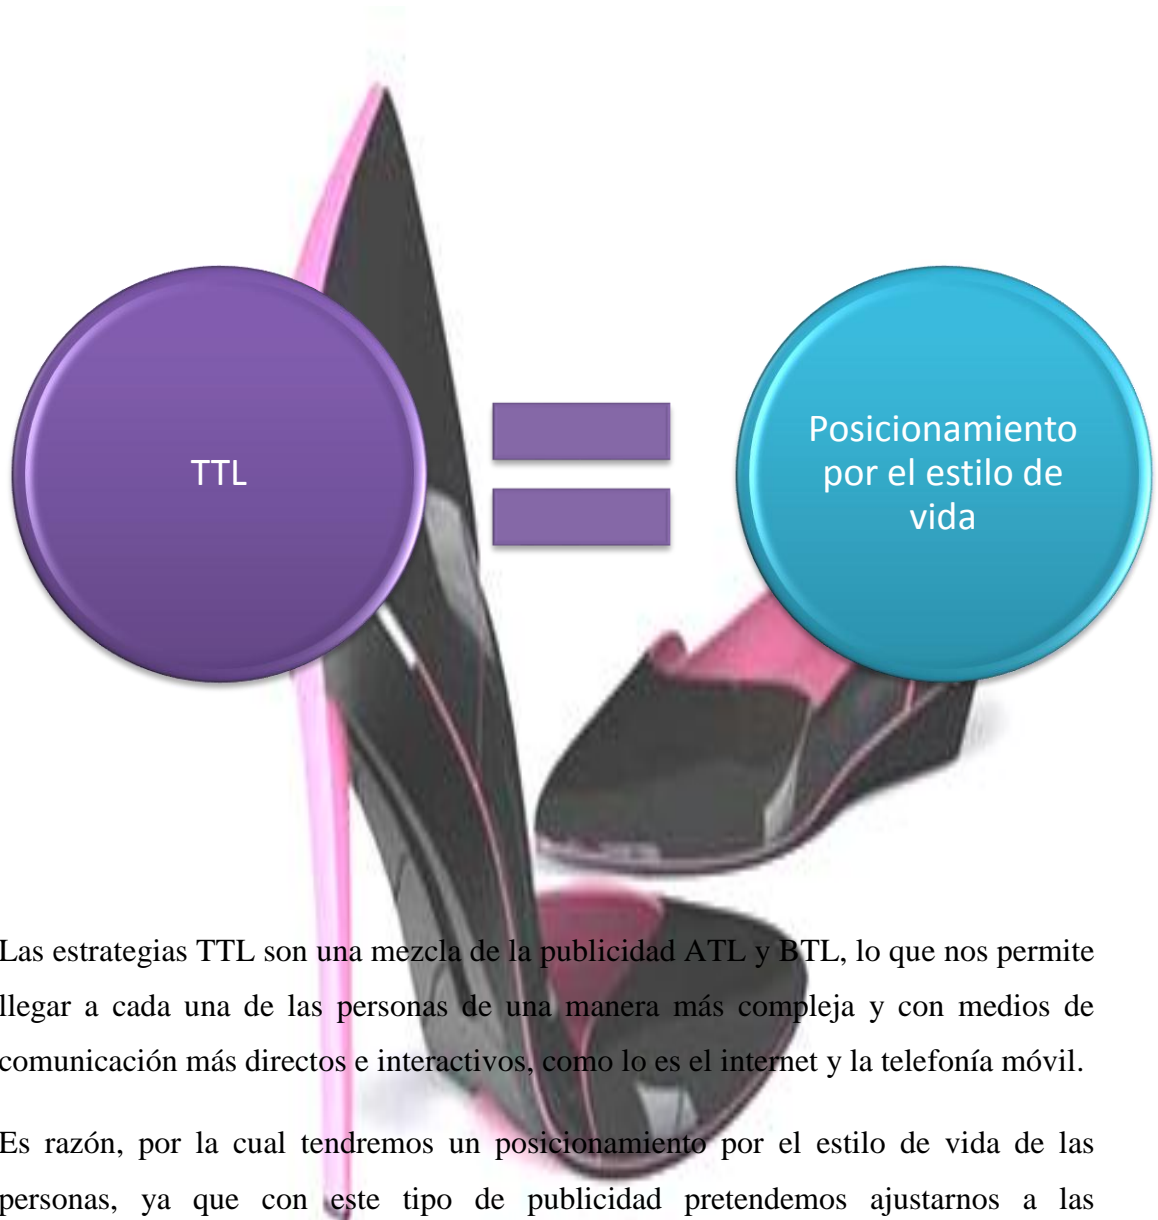 TTL
Posicionamiento
por el estilo de
vida
Las estrategias TTL son una mezcla de la publicidad ATL y BTL, lo que nos permite
llegar a cada una de las personas de una manera más compleja y con medios de
comunicación más directos e interactivos, como lo es el internet y la telefonía móvil.
Es razón, por la cual tendremos un posicionamiento por el estilo de vida de las
personas, ya que con este tipo de publicidad pretendemos ajustarnos a las